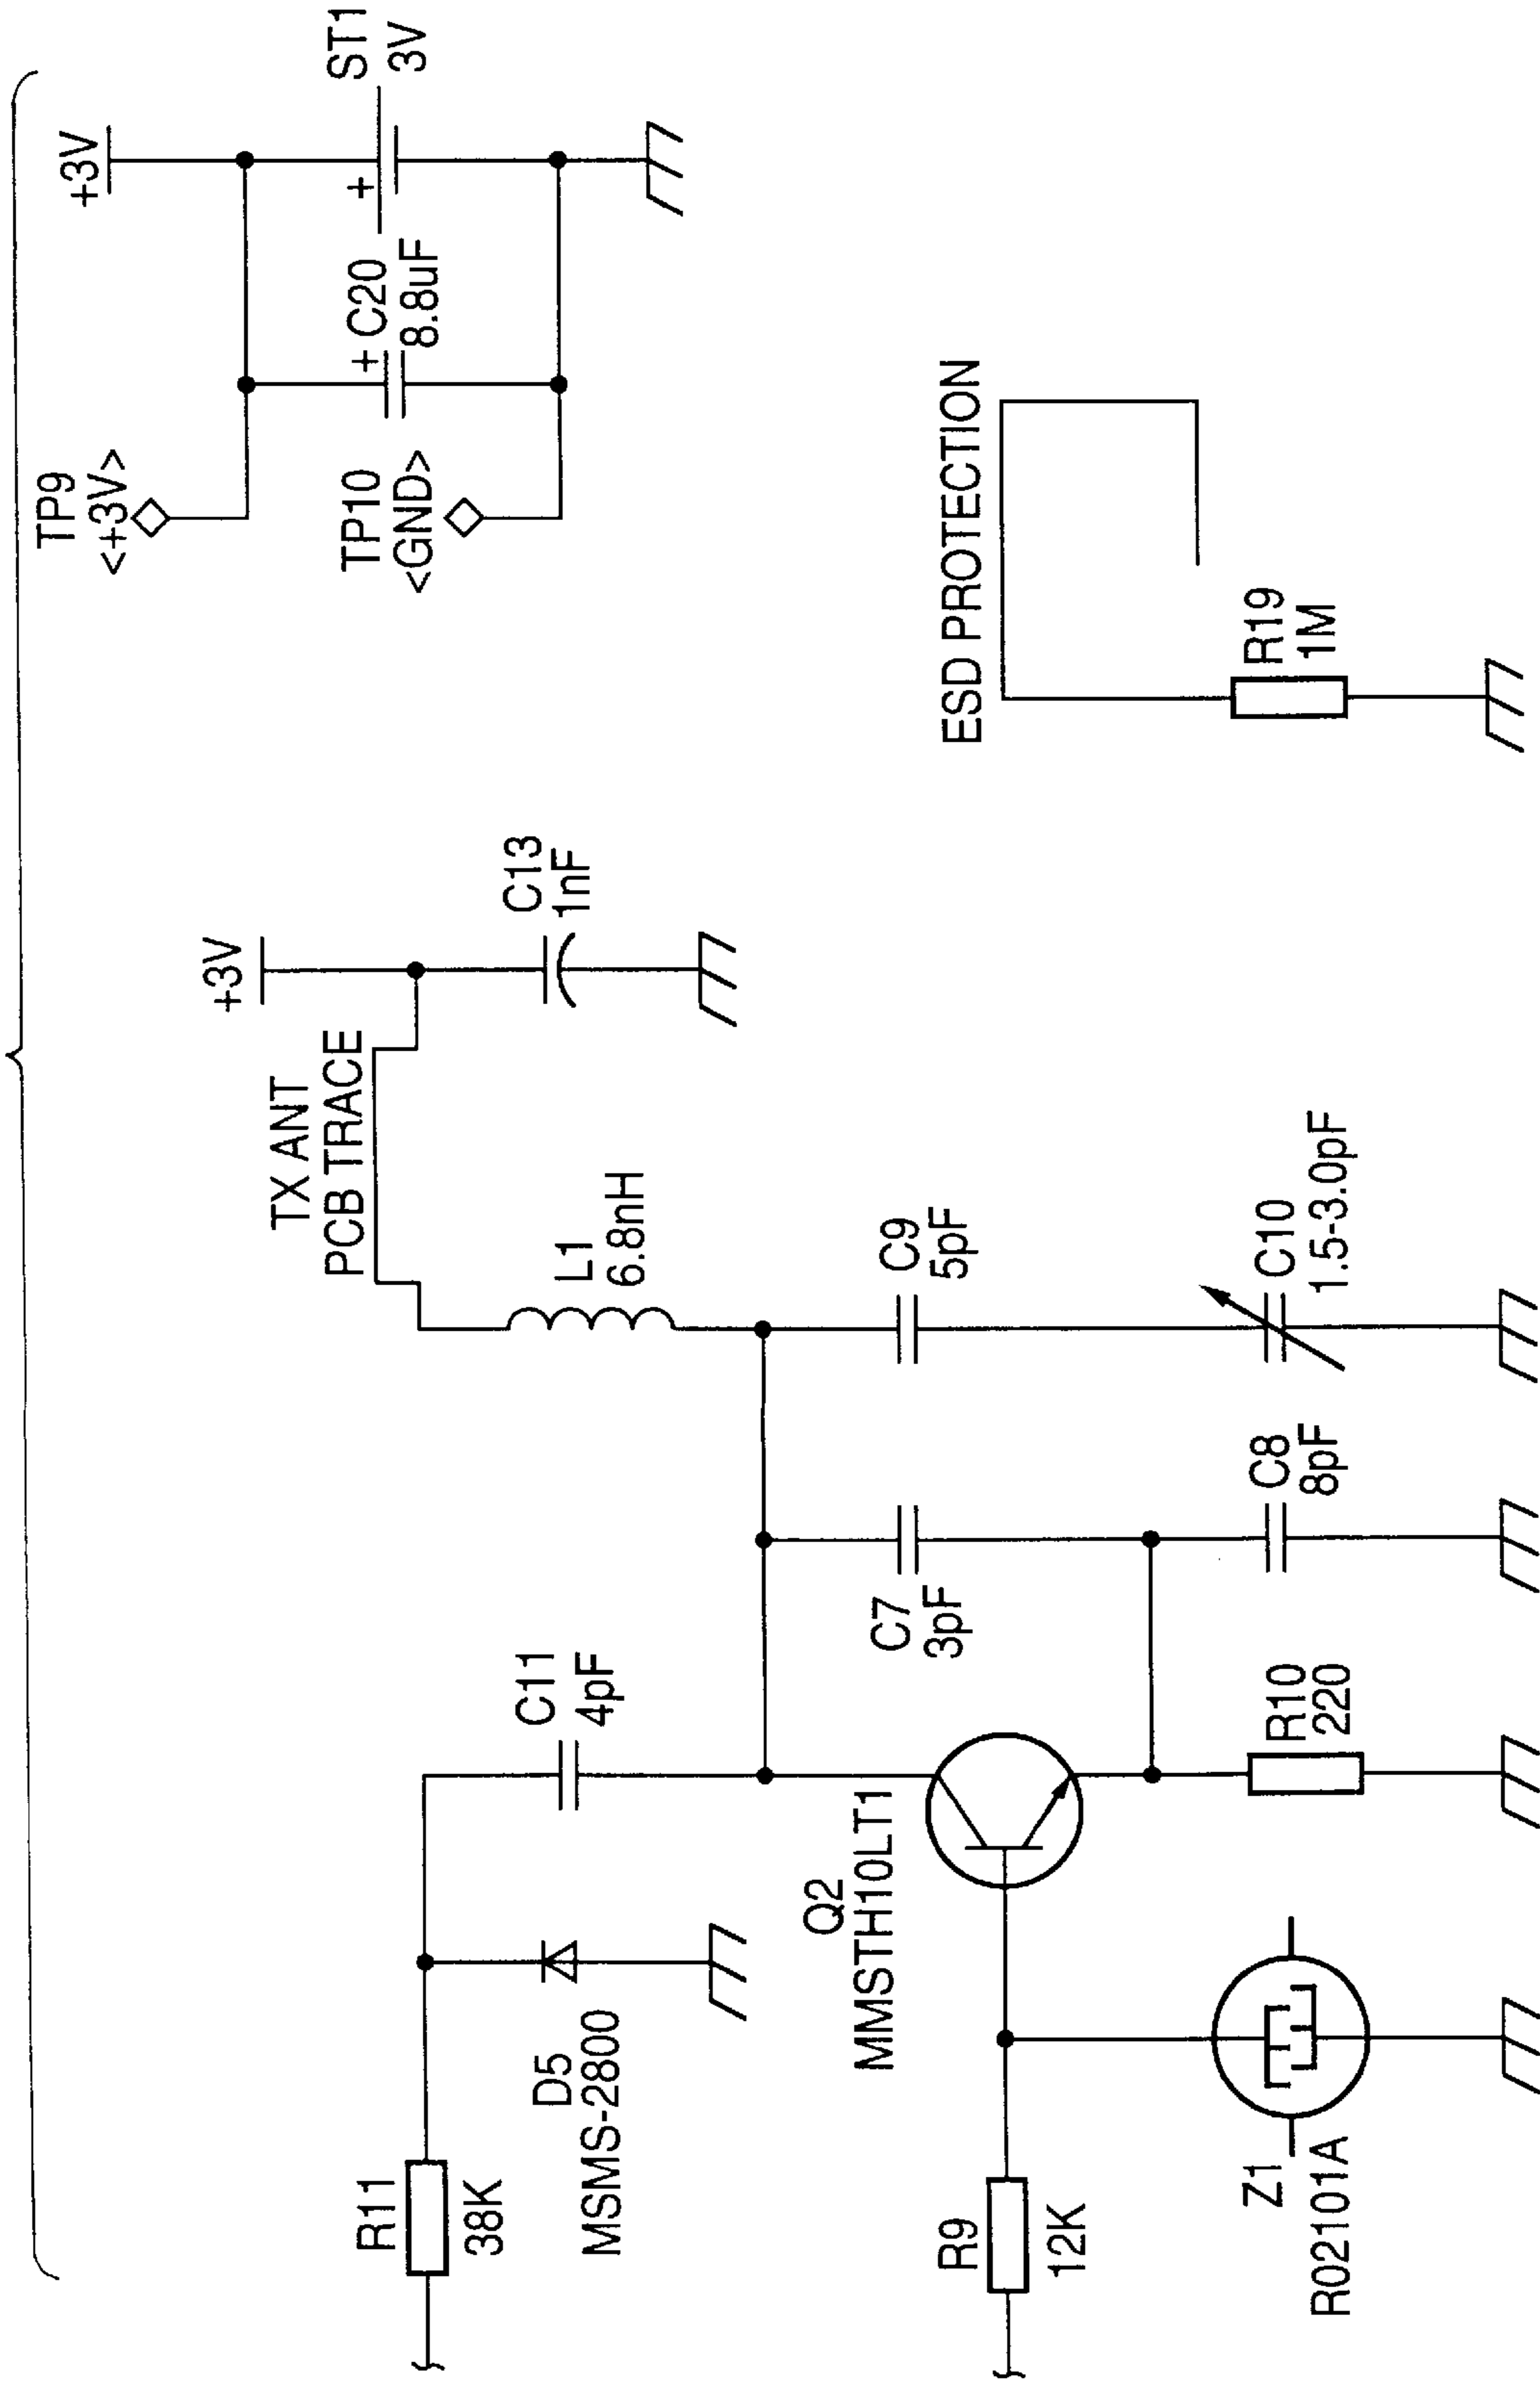 R11
38K
D5
MSMS-2800
C11
4pF
Q2
MMSTH10LT1
R9
12K
Z1
R02101A
R10
220
C7
3pF
C8
8pF
C9
5pF
C10
1.5-3.0pF
L1
6.8nH
TX ANT
PCB TRACE
+3V
C13
1nF
ESD PROTECTION
R19
1M
TP9
<+3V>
TP10
<GND>
+ C20
8.8uF
+3V
+
ST1
3V